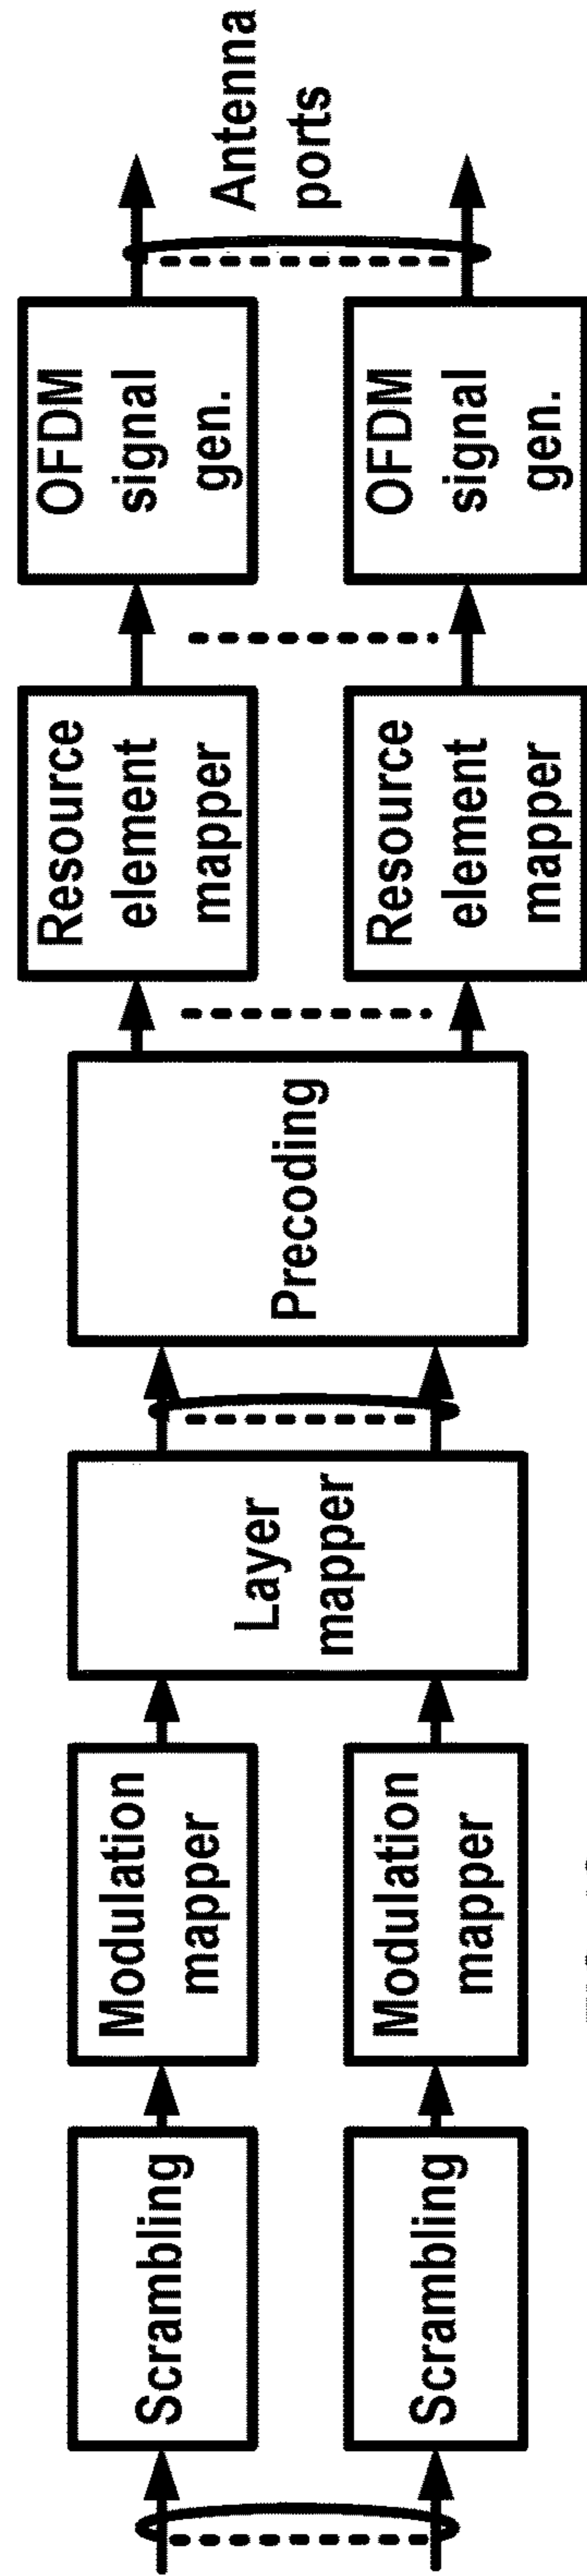 Scrambling
Scrambling
Modulation
mapper
Modulation
mapper
Layer
mapper
Precoding
Resource
element
mapper
Resource
element
mapper
OFDM
signal
gen.
OFDM
signal
gen.
Antenna
ports